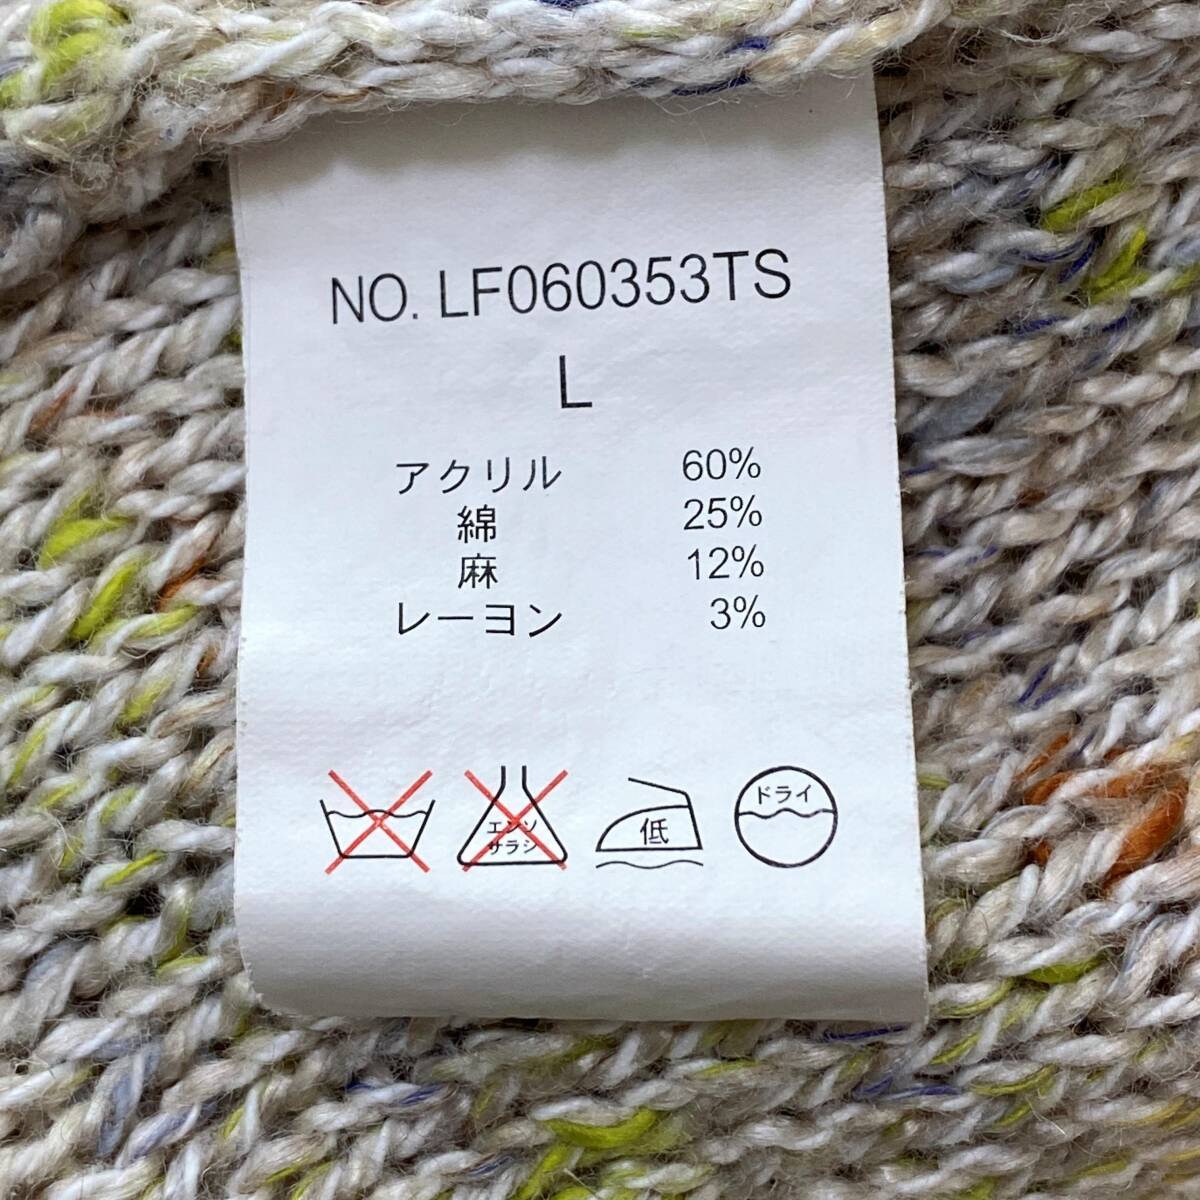 NO. LF060353TS
L
アクリル 60%
綿 25%
麻 12%
レーヨン 3%
エンソ
サラシ
低
ドライ